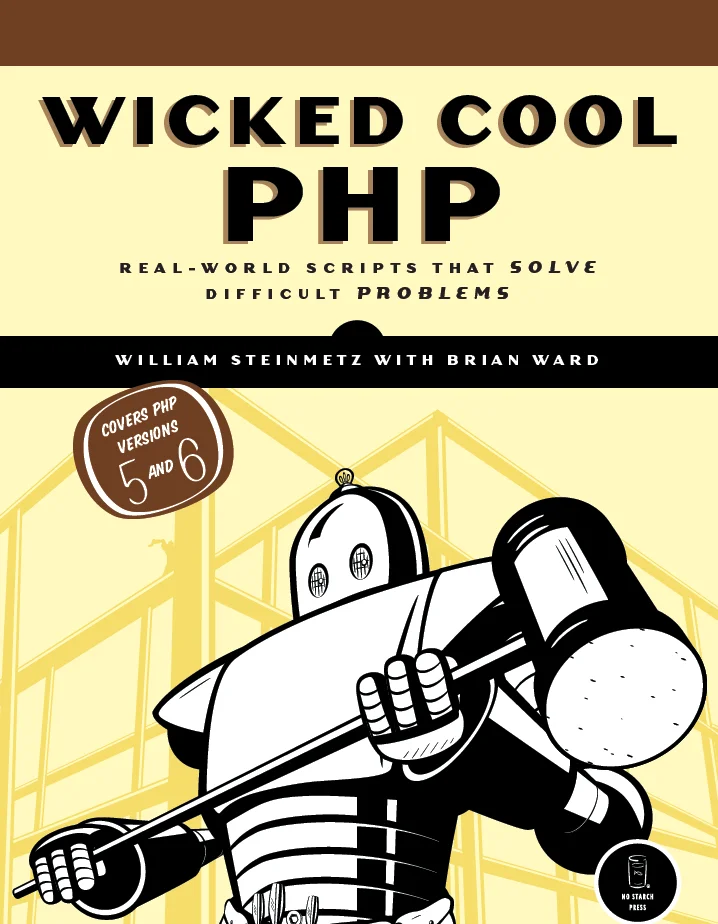 WICKED COOL
PHP
REAL-WORLD SCRIPTS THAT SOLVE
DIFFICULT PROBLEMS
WILLIAM STEINMETZ WITH BRIAN WARD
COVERS PHP
VERSIONS
5 AND 6
NO STARCH
PRESS